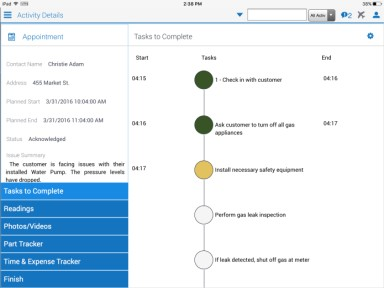 iPad
2:38 PM
39%
Activity Details
All Auto
2
Appointment
Contact Name Christie Adam
Address 455 Market St.
Planned Start 3/31/2016 10:04:00 AM
Planned End 3/31/2016 11:04:00 AM
Status Acknowledged
Issue Summary
The customer is facing issues with their
installed Water Pump. The pressure levels
have dropped.
Tasks to Complete
Readings
Photos/Videos
Part Tracker
Time & Expense Tracker
Finish
Tasks to Complete
Start Tasks End
04:15 1 - Check in with customer 04:16
04:16 Ask customer to turn off all gas 04:17
appliances
04:17 Install necessary safety equipment
Perform gas leak inspection
If leak detected, shut off gas at meter